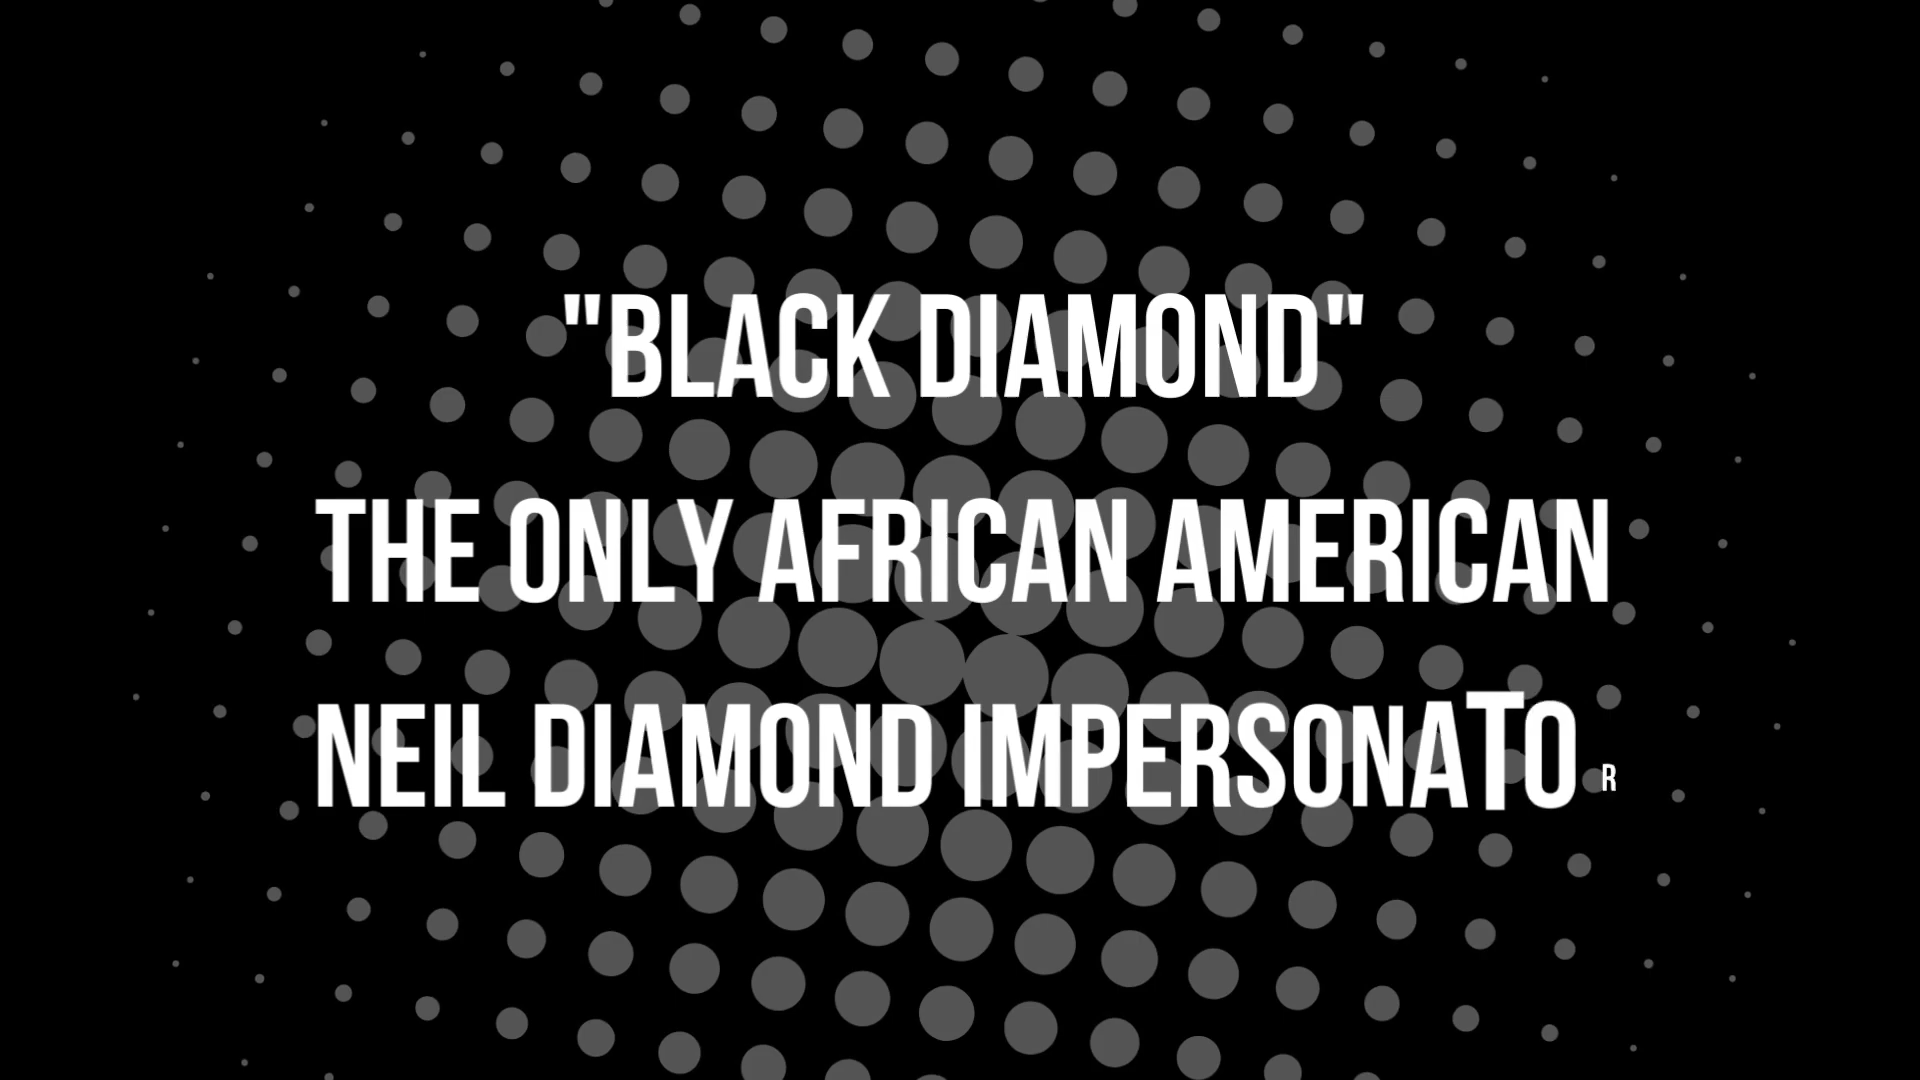 "BLACK DIAMOND"
THE ONLY AFRICAN AMERICAN
NEIL DIAMOND IMPERSONATOR